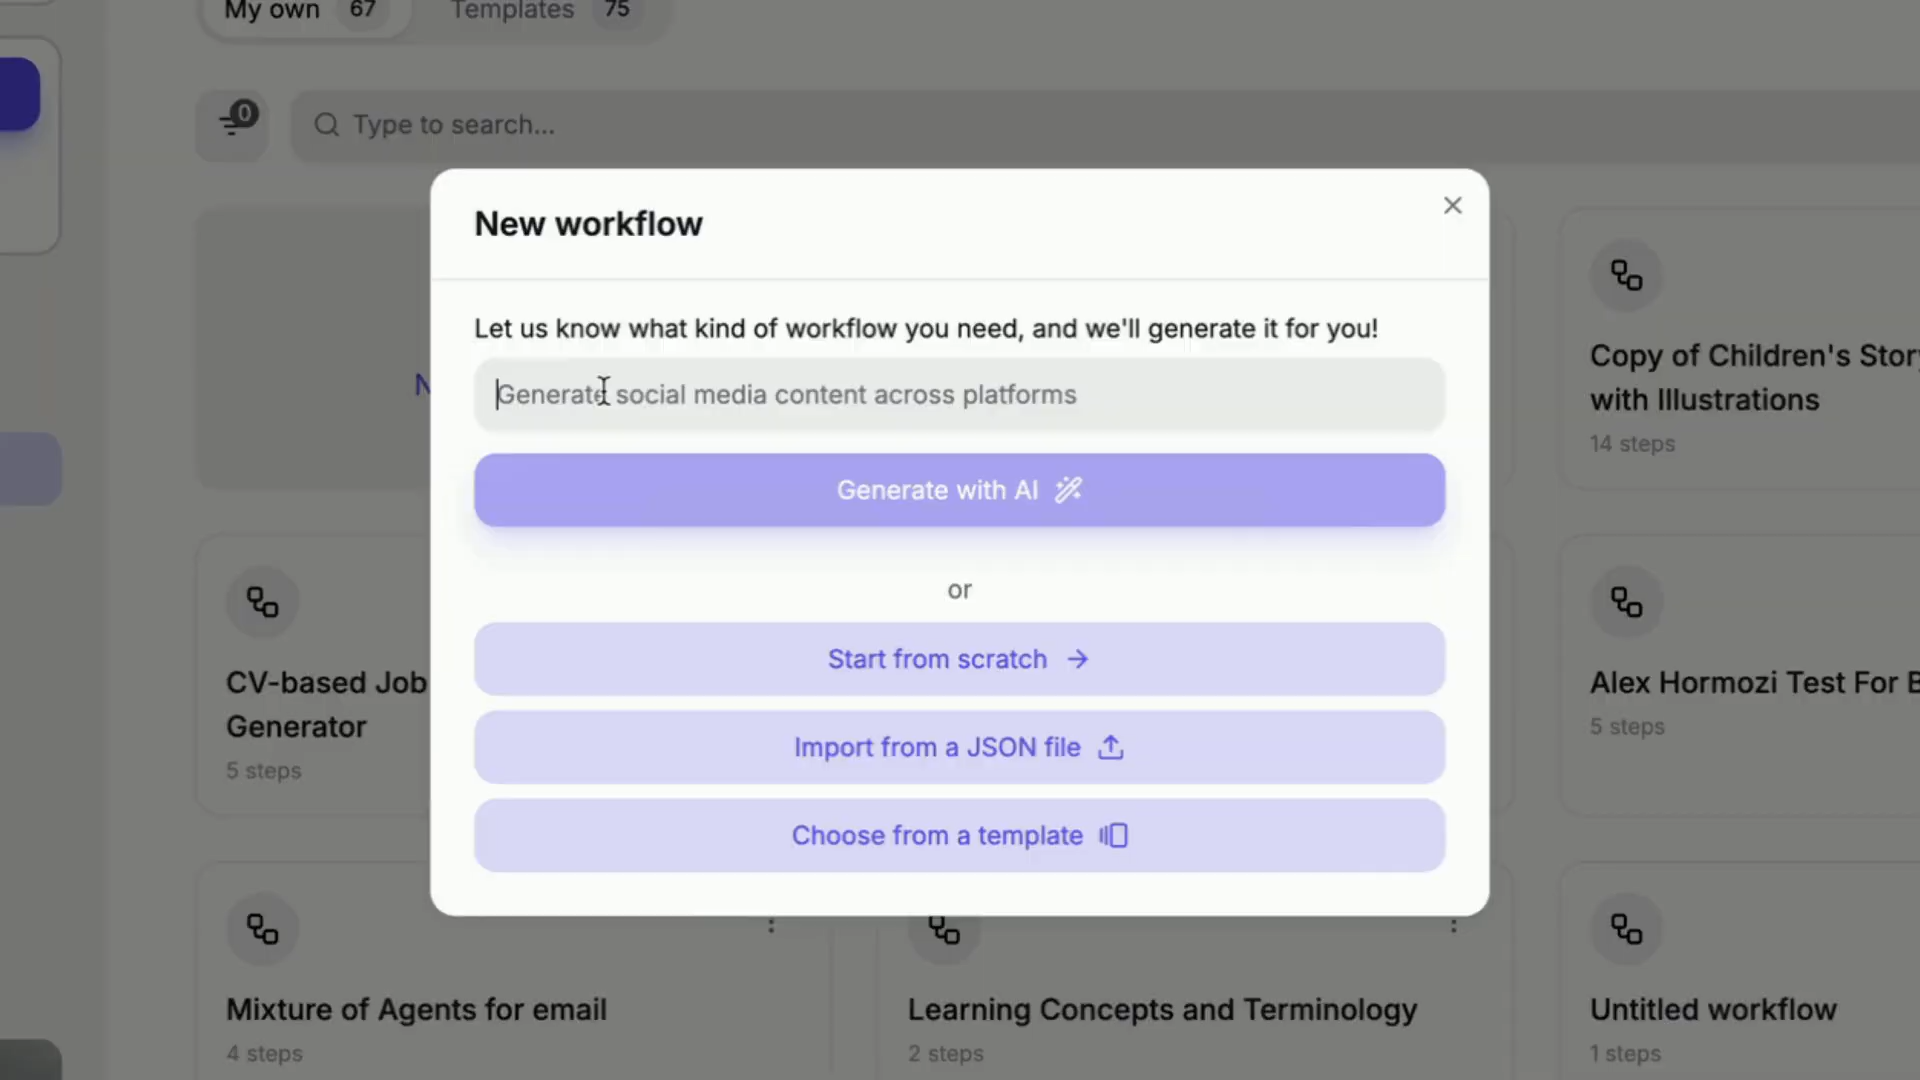 My own 67 Templates 75
0 Type to search...
New workflow
Let us know what kind of workflow you need, and we'll generate it for you!
Generate social media content across platforms
Generate with AI
or
Start from scratch
Import from a JSON file
Choose from a template
N
Copy of Children's Story
with Illustrations
14 steps
CV-based Job
Generator
5 steps
Alex Hormozi Test For B
5 steps
Mixture of Agents for email
4 steps
Learning Concepts and Terminology
2 steps
Untitled workflow
1 steps